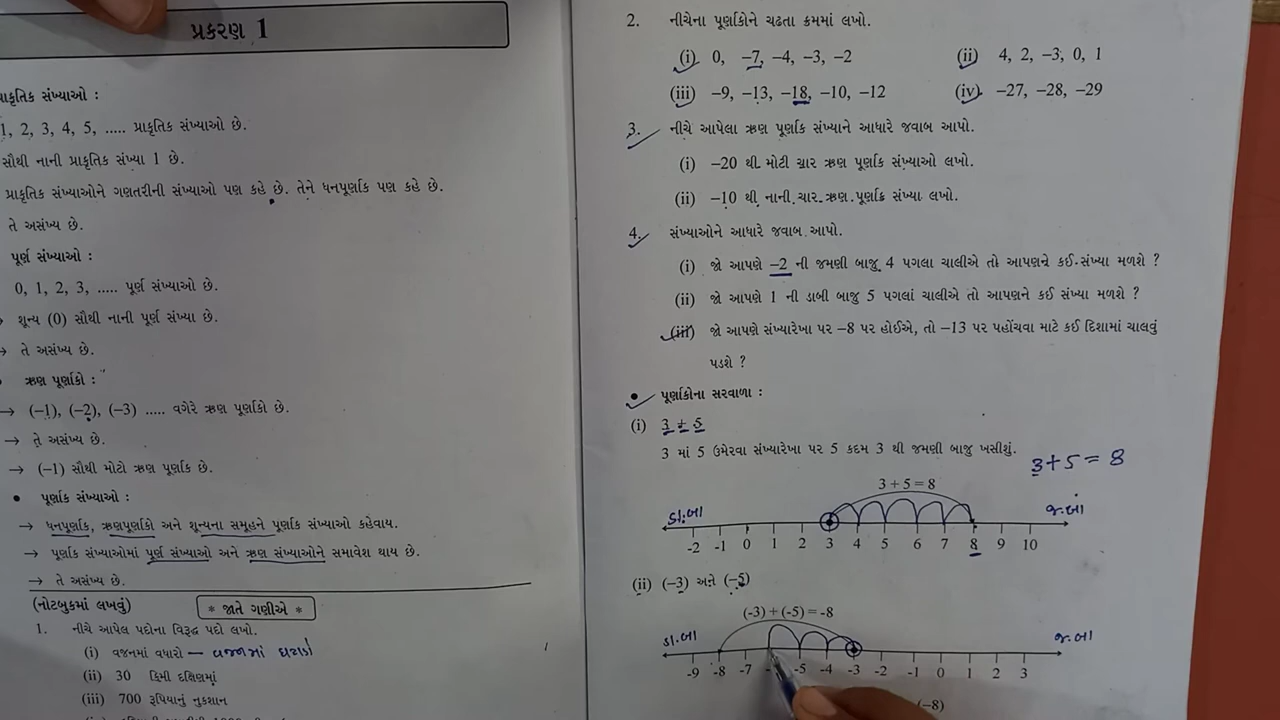 પ્રકરણ 1
પ્રાકૃતિક સંખ્યાઓ :
1, 2, 3, 4, 5, ..... પ્રાકૃતિક સંખ્યાઓ છે.
સૌથી નાની પ્રાકૃતિક સંખ્યા 1 છે.
પ્રાકૃતિક સંખ્યાઓને ગણતરીની સંખ્યાઓ પણ કહે છે. તેને ધનપૂર્ણાંક પણ કહે છે.
તે અસંખ્ય છે.
પૂર્ણ સંખ્યાઓ :
0, 1, 2, 3, ..... પૂર્ણ સંખ્યાઓ છે.
શૂન્ય (0) સૌથી નાની પૂર્ણ સંખ્યા છે.
→ તે અસંખ્ય છે.
ઋણ પૂર્ણાંકો :
→ (–1), (–2), (–3) ..... વગેરે ઋણ પૂર્ણાંકો છે.
→ તે અસંખ્ય છે.
→ (–1) સૌથી મોટો ઋણ પૂર્ણાંક છે.
• પૂર્ણાંક સંખ્યાઓ :
→ ધનપૂર્ણાંક, ઋણપૂર્ણાંકો અને શૂન્યના સમૂહને પૂર્ણાંક સંખ્યાઓ કહેવાય.
→ પૂર્ણાંક સંખ્યાઓમાં પૂર્ણ સંખ્યાઓ અને ઋણ સંખ્યાઓને સમાવેશ થાય છે.
→ તે અસંખ્ય છે.
(નોટબુકમાં લખવું) * જાતે ગણીએ *
1. નીચે આપેલ પદોના વિરૂદ્ધ પદો લખો.
(i) વજનમાં વધારો — વજનમાં ઘટાડો
(ii) 30 કિમી દક્ષિણમાં
(iii) 700 રૂપિયાનું નુકશાન
2. નીચેના પૂર્ણાંકોને ચઢતા ક્રમમાં લખો.
(i) 0, –7, –4, –3, –2 (ii) 4, 2, –3, 0, 1
(iii) –9, –13, –18, –10, –12 (iv) –27, –28, –29
3. નીચે આપેલા ઋણ પૂર્ણાંક સંખ્યાને આધારે જવાબ આપો.
(i) –20 થી મોટી ચાર ઋણ પૂર્ણાંક સંખ્યાઓ લખો.
(ii) –10 થી નાની ચાર ઋણ પૂર્ણાંક સંખ્યા લખો.
4. સંખ્યાઓને આધારે જવાબ આપો.
(i) જો આપણે –2 ની જમણી બાજુ 4 પગલા ચાલીએ તો આપણને કઈ સંખ્યા મળશે ?
(ii) જો આપણે 1 ની ડાબી બાજુ 5 પગલાં ચાલીએ તો આપણને કઈ સંખ્યા મળશે ?
(iii) જો આપણે સંખ્યારેખા પર –8 પર હોઈએ, તો –13 પર પહોંચવા માટે કઈ દિશામાં ચાલવું
પડશે ?
• પૂર્ણાંકોના સરવાળા :
(i) 3 + 5
3 માં 5 ઉમેરવા સંખ્યારેખા પર 5 કદમ 3 થી જમણી બાજુ ખસીશું.
3+5 = 8
3 + 5 = 8
ડા.બા જ.બા
-2 -1 0 1 2 3 4 5 6 7 8 9 10
(ii) (–3) અને (–5)
(-3) + (-5) = -8
ડા.બા જ.બા
-9 -8 -7 -5 -4 -3 -2 -1 0 1 2 3
(–8)